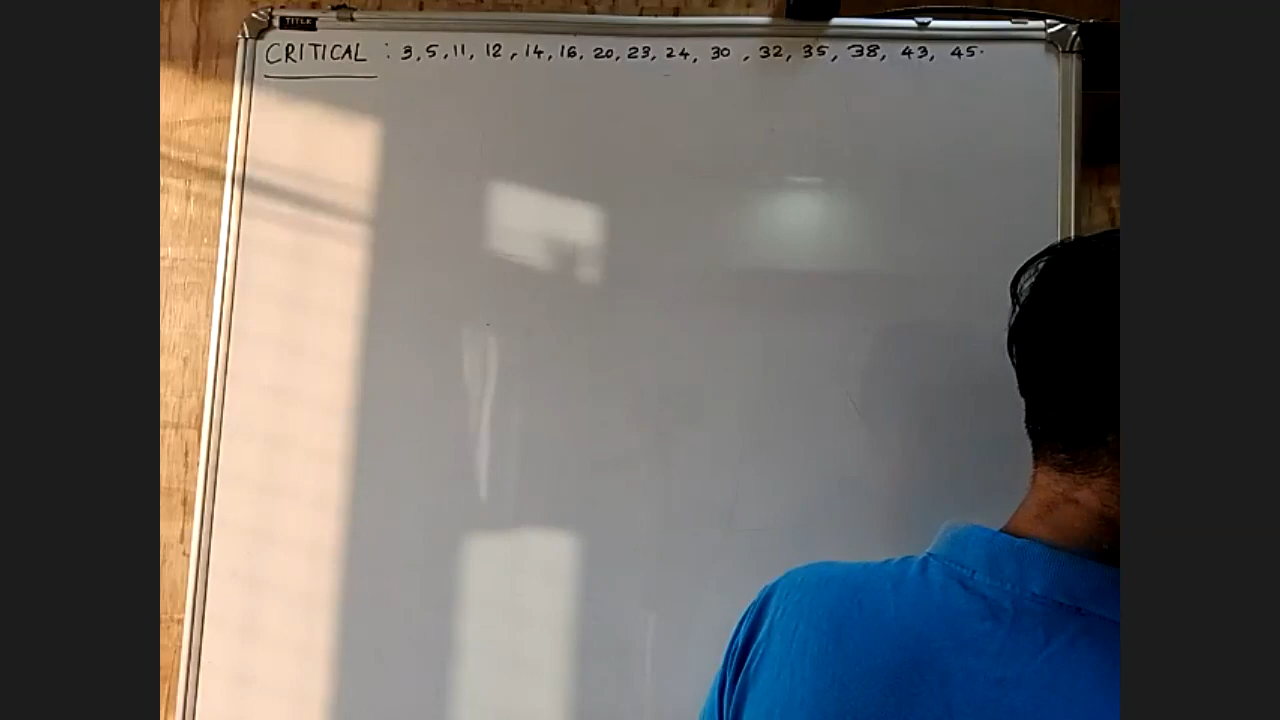 TITLE
CRITICAL : 3, 5, 11, 12, 14, 16, 20, 23, 24, 30, 32, 35, 38, 43, 45.